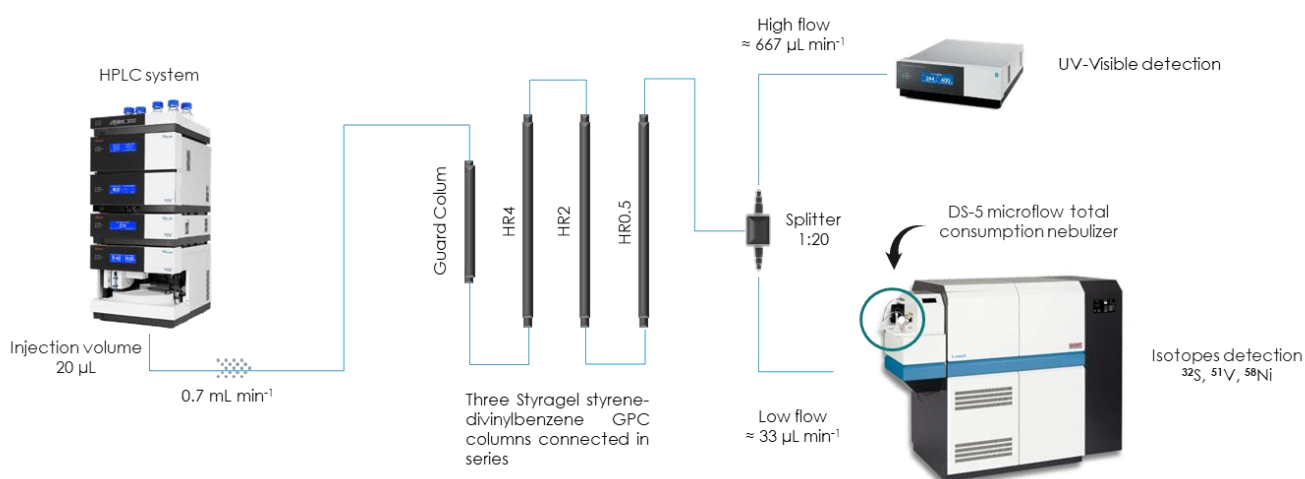 HPLC system
Injection volume
20 µL
0.7 mL min⁻¹
Guard Colum
HR4
HR2
HR0.5
Three Styragel styrene-
divinylbenzene GPC
columns connected in
series
High flow
≈ 667 µL min⁻¹
UV-Visible detection
Splitter
1:20
DS-5 microflow total
consumption nebulizer
Low flow
≈ 33 µL min⁻¹
Isotopes detection
³²S, ⁵¹V, ⁵⁸Ni